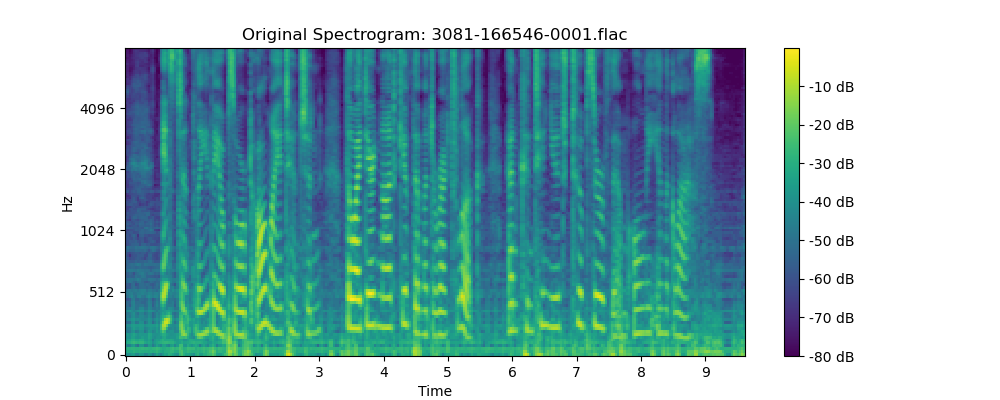 Original Spectrogram: 3081-166546-0001.flac
Hz
4096
2048
1024
512
0
0 1 2 3 4 5 6 7 8 9
Time
-10 dB
-20 dB
-30 dB
-40 dB
-50 dB
-60 dB
-70 dB
-80 dB